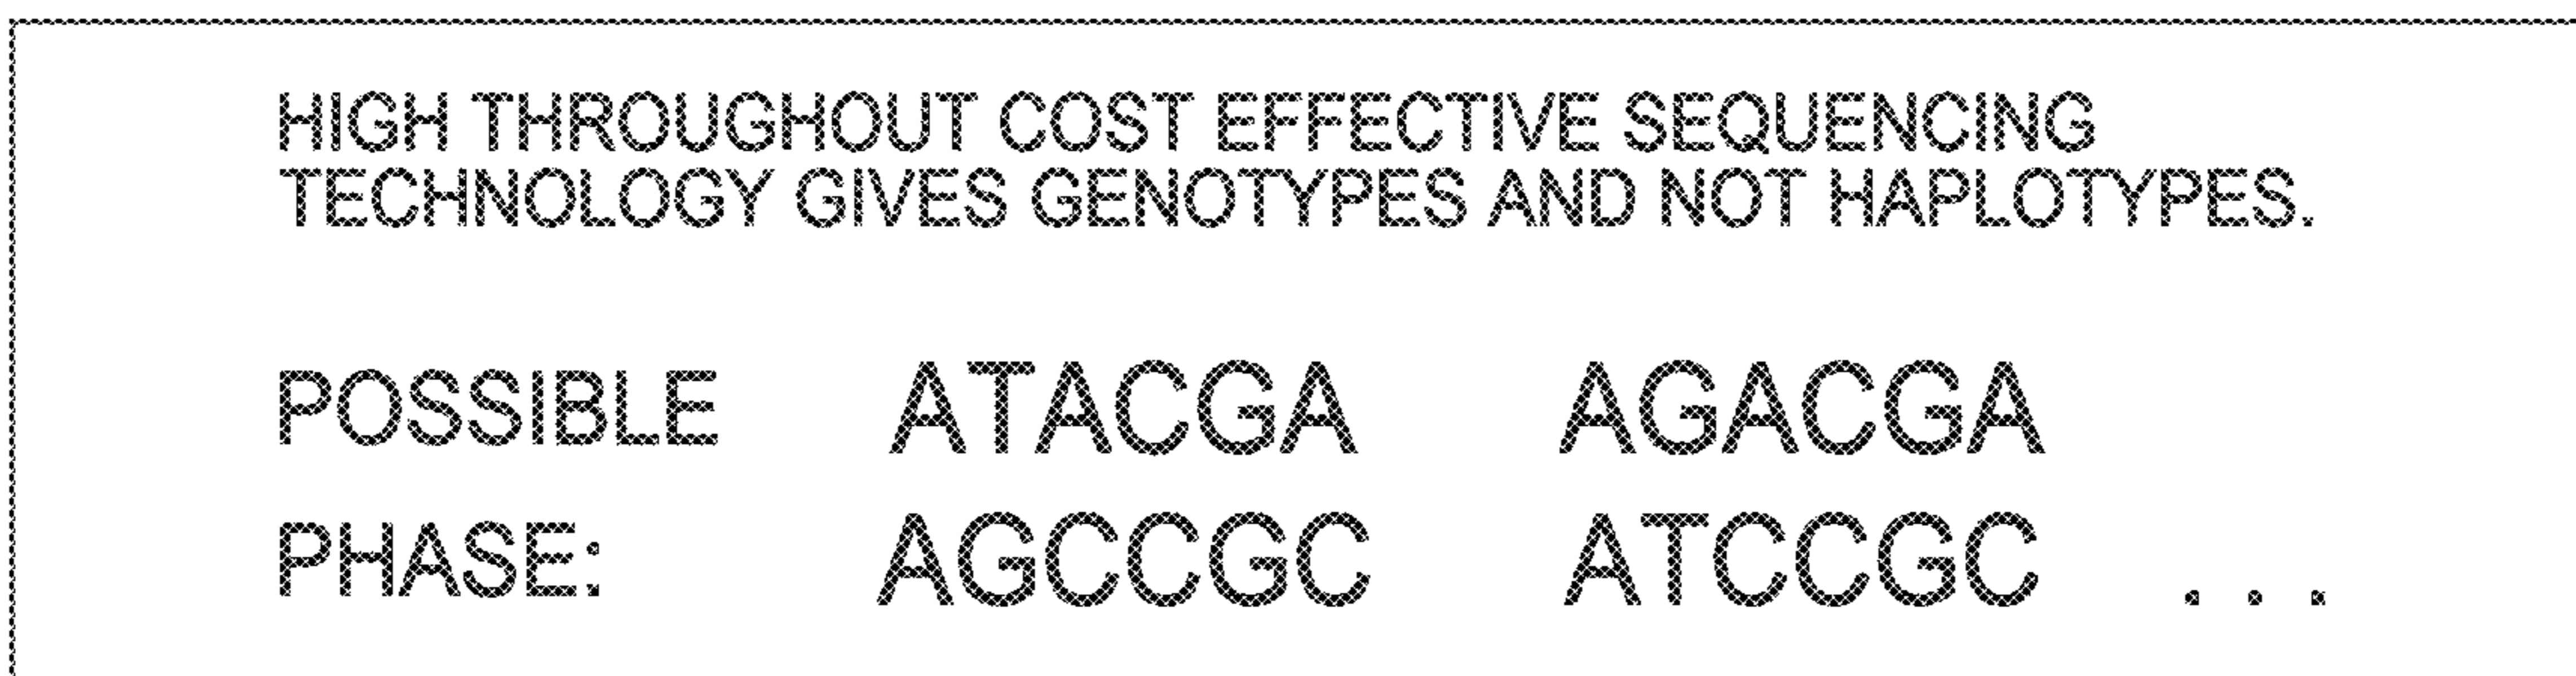 HIGH THROUGHOUT COST EFFECTIVE SEQUENCING
TECHNOLOGY GIVES GENOTYPES AND NOT HAPLOTYPES.
POSSIBLE ATACGA AGACGA
PHASE: AGCCGC ATCCGC . . .